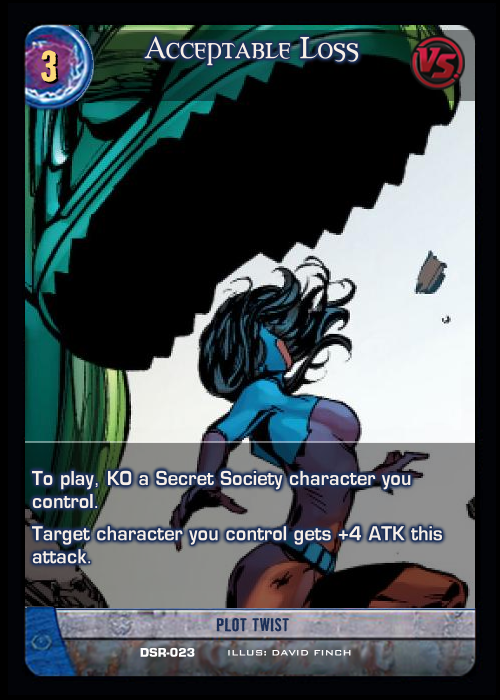 3
Acceptable Loss
VS
To play, KO a Secret Society character you
control.
Target character you control gets +4 ATK this
attack.
PLOT TWIST
DSR-023 ILLUS: DAVID FINCH